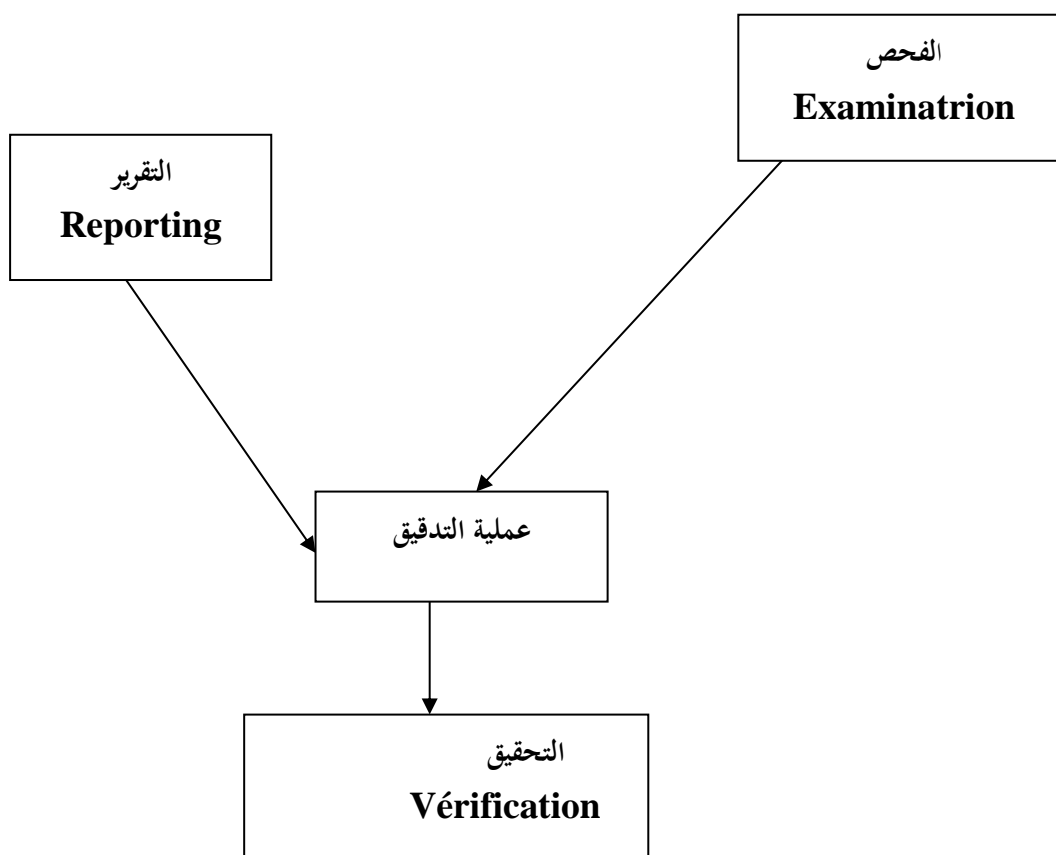 الفحص
Examinatrion
التقرير
Reporting
عملية التدقيق
التحقيق
Vérification